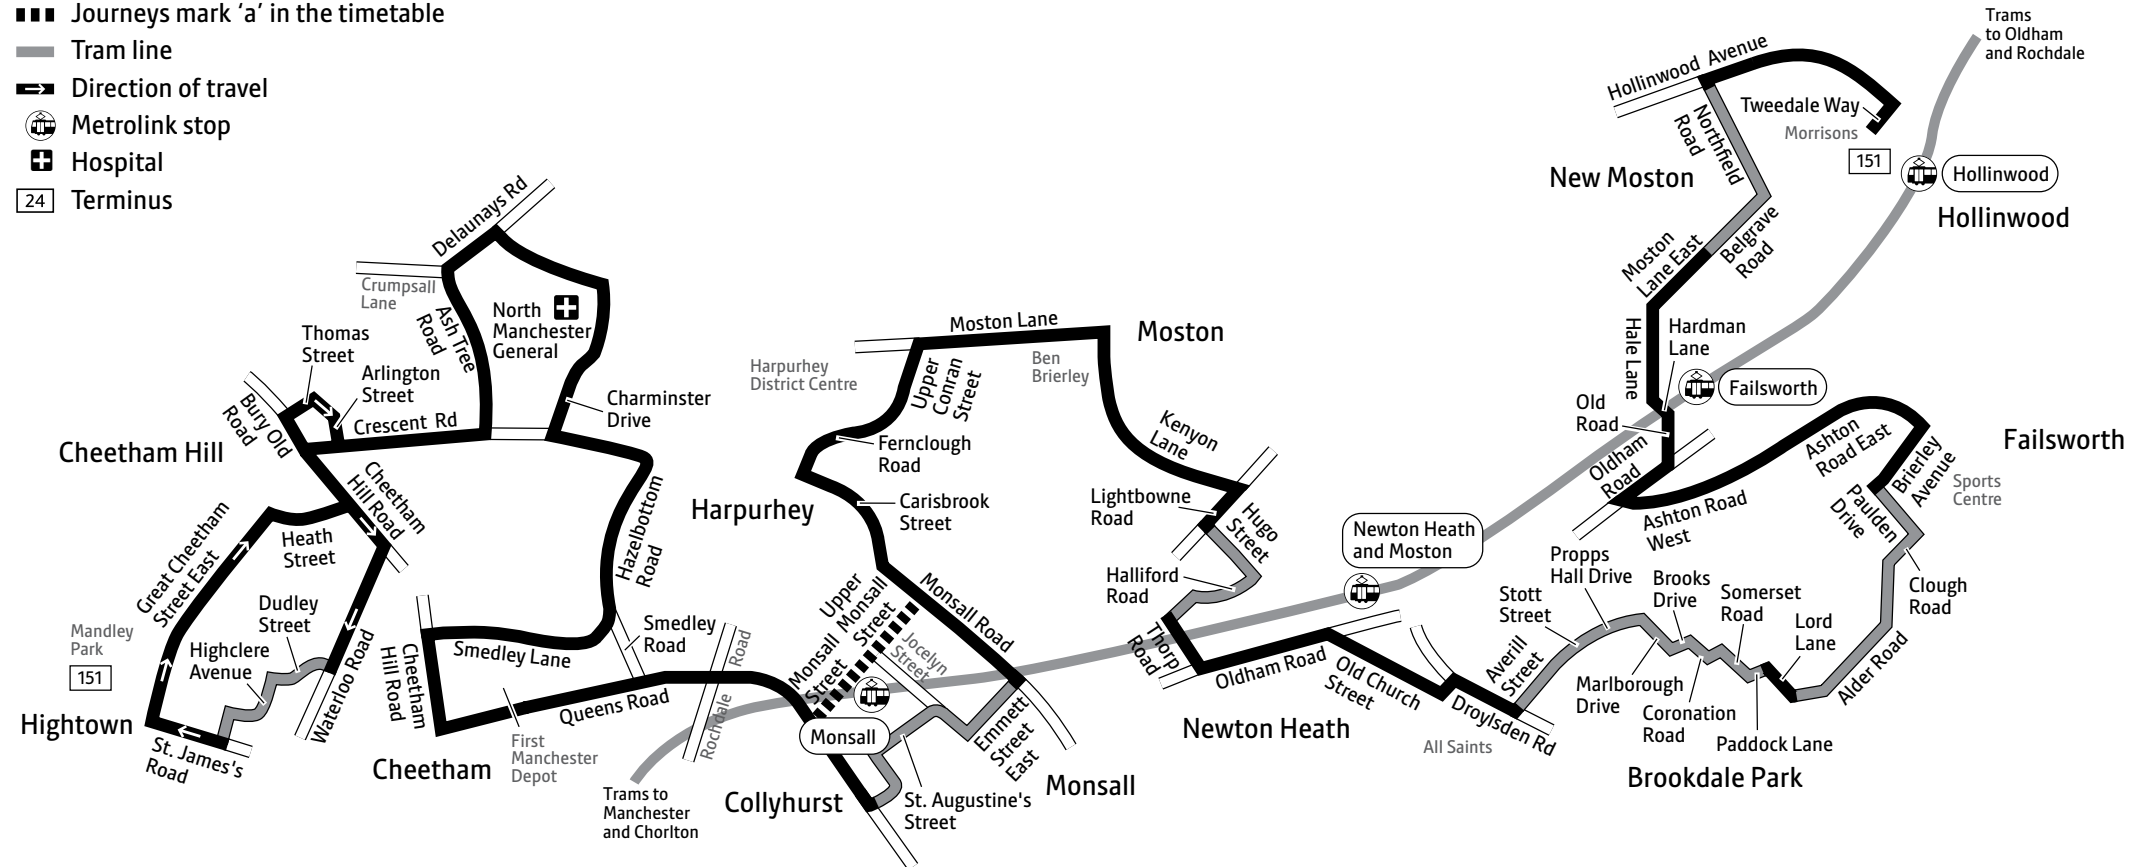 Journeys mark ‘a’ in the timetable
Tram line
Direction of travel
Metrolink stop
Hospital
24
Terminus
Delaunays Rd
Crumpsall
Lane
Ash Tree
Road
North
Manchester
General
Thomas
Street
Arlington
Street
Crescent Rd
Charminster
Drive
Bury Old
Road
Cheetham Hill
Cheetham
Hill Road
Great Cheetham
Street East
Heath
Street
Hazelbottom
Road
Dudley
Street
Mandley
Park
151
Highclere
Avenue
Waterloo Road
Hightown
St. James's
Road
Cheetham
Hill Road
Smedley Lane
Smedley
Road
Queens Road
First
Manchester
Depot
Cheetham
Rochdale
Road
Trams to
Manchester
and Chorlton
Collyhurst
Harpurhey
District Centre
Moston Lane
Moston
Ben
Brierley
Upper
Conran
Street
Fernclough
Road
Harpurhey
Carisbrook
Street
Kenyon
Lane
Lightbowne
Road
Hugo
Street
Halliford
Road
Upper
Monsall
Street
Monsall
Street
Monsall Road
Jocelyn
Street
Monsall
Emmett
Street
East
St. Augustine's
Street
Monsall
Thorp
Road
Newton Heath
and Moston
Oldham Road
Old Church
Street
Newton Heath
Droylsden Rd
All Saints
Averill
Street
Stott
Street
Propps
Hall Drive
Brooks
Drive
Somerset
Road
Lord
Lane
Marlborough
Drive
Coronation
Road
Paddock Lane
Brookdale Park
Alder Road
Clough
Road
Paulden
Drive
Brierley
Avenue
Sports
Centre
Failsworth
Ashton
Road East
Ashton Road
West
Oldham
Road
Old
Road
Failsworth
Hardman
Lane
Hale Lane
Moston
Lane East
Belgrave
Road
New Moston
Northfield
Road
Hollinwood Avenue
Tweedale Way
Morrisons
151
Hollinwood
Hollinwood
Trams
to Oldham
and Rochdale